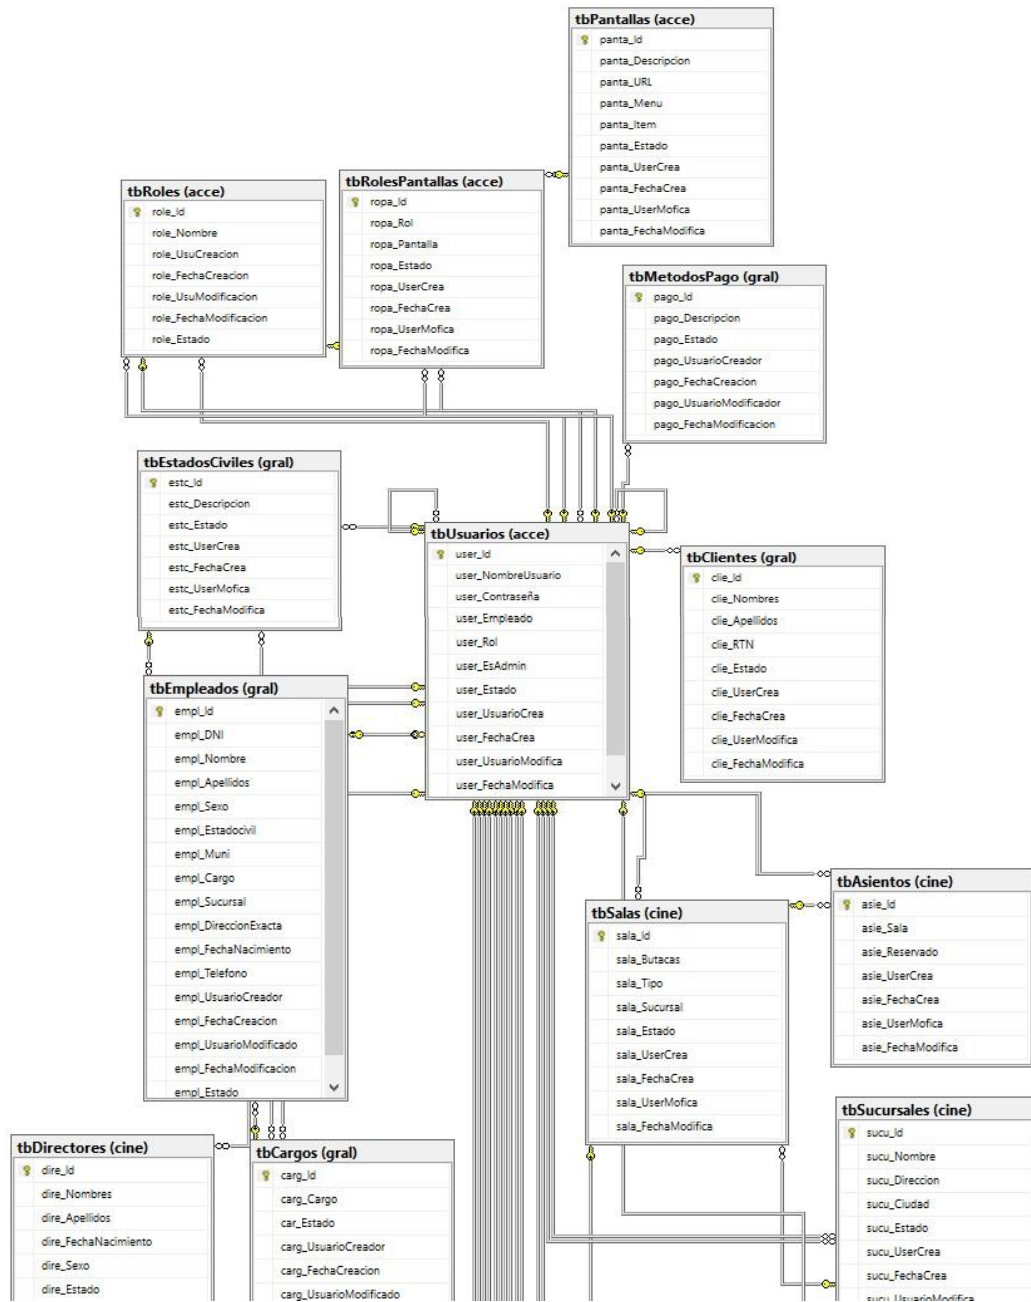 tbPantallas (acce)
panta_Id
panta_Descripcion
panta_URL
panta_Menu
panta_Item
panta_Estado
panta_UserCrea
panta_FechaCrea
panta_UserMofica
panta_FechaModifica
tbRoles (acce)
role_Id
role_Nombre
role_UsuCreacion
role_FechaCreacion
role_UsuModificacion
role_FechaModificacion
role_Estado
tbRolesPantallas (acce)
ropa_Id
ropa_Rol
ropa_Pantalla
ropa_Estado
ropa_UserCrea
ropa_FechaCrea
ropa_UserMofica
ropa_FechaModifica
tbMetodosPago (gral)
pago_Id
pago_Descripcion
pago_Estado
pago_UsuarioCreador
pago_FechaCreacion
pago_UsuarioModificador
pago_FechaModificacion
tbEstadosCiviles (gral)
estc_Id
estc_Descripcion
estc_Estado
estc_UserCrea
estc_FechaCrea
estc_UserMofica
estc_FechaModifica
tbUsuarios (acce)
user_Id
user_NombreUsuario
user_Contraseña
user_Empleado
user_Rol
user_EsAdmin
user_Estado
user_UsuarioCrea
user_FechaCrea
user_UsuarioModifica
user_FechaModifica
tbClientes (gral)
clie_Id
clie_Nombres
clie_Apellidos
clie_RTN
clie_Estado
clie_UserCrea
clie_FechaCrea
clie_UserModifica
clie_FechaModifica
tbEmpleados (gral)
empl_Id
empl_DNI
empl_Nombre
empl_Apellidos
empl_Sexo
empl_Estadocivil
empl_Muni
empl_Cargo
empl_Sucursal
empl_DireccionExacta
empl_FechaNacimiento
empl_Telefono
empl_UsuarioCreador
empl_FechaCreacion
empl_UsuarioModificado
empl_FechaModificacion
empl_Estado
tbAsientos (cine)
asie_Id
asie_Sala
asie_Reservado
asie_UserCrea
asie_FechaCrea
asie_UserMofica
asie_FechaModifica
tbSalas (cine)
sala_Id
sala_Butacas
sala_Tipo
sala_Sucursal
sala_Estado
sala_UserCrea
sala_FechaCrea
sala_UserMofica
sala_FechaModifica
tbSucursales (cine)
sucu_Id
sucu_Nombre
sucu_Direccion
sucu_Ciudad
sucu_Estado
sucu_UserCrea
sucu_FechaCrea
sucu_UsuarioModifica
tbDirectores (cine)
dire_Id
dire_Nombres
dire_Apellidos
dire_FechaNacimiento
dire_Sexo
dire_Estado
tbCargos (gral)
carg_Id
carg_Cargo
car_Estado
carg_UsuarioCreador
carg_FechaCreacion
carg_UsuarioModificado